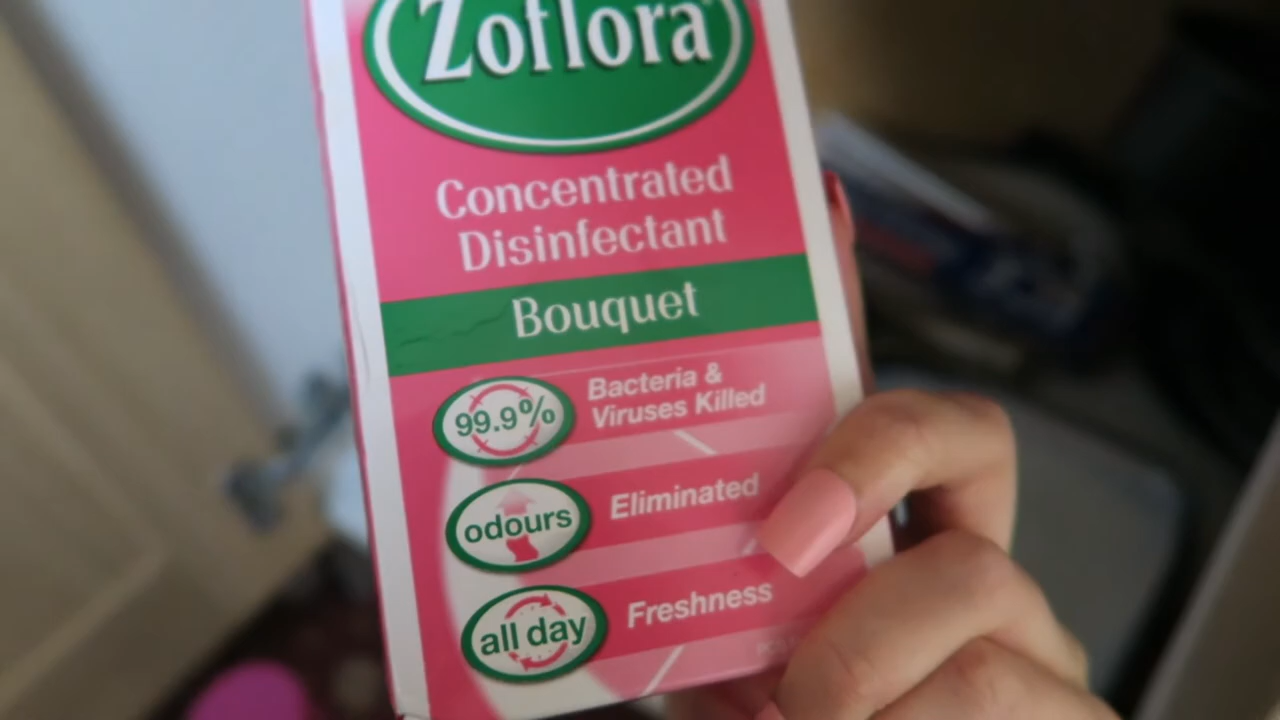 Zoflora
Concentrated
Disinfectant
Bouquet
99.9%
Bacteria &
Viruses Killed
odours
Eliminated
all day
Freshness